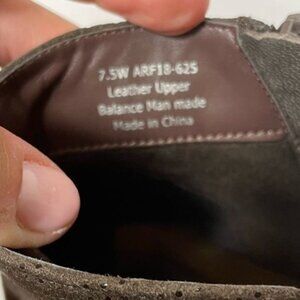 7.5W ARF18-625
Leather Upper
Balance Man made
Made in China